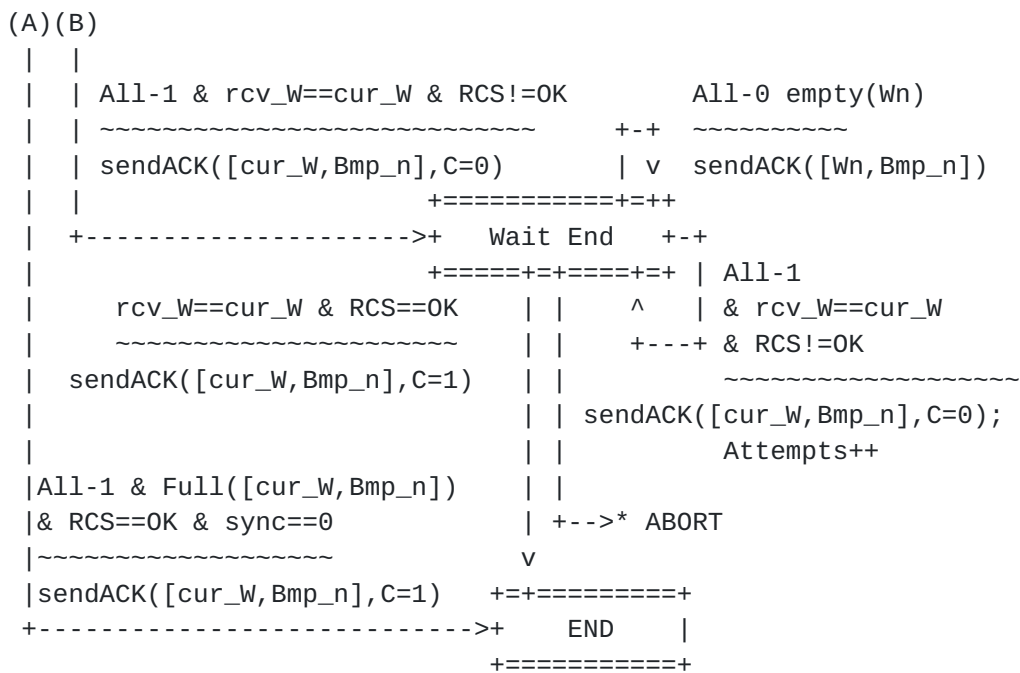 (A)(B)
 |  |
 |  | All-1 & rcv_W==cur_W & RCS!=OK        All-0 empty(Wn)
 |  | ~~~~~~~~~~~~~~~~~~~~~~~~~~~~     +-+  ~~~~~~~~~~
 |  | sendACK([cur_W,Bmp_n],C=0)       | v  sendACK([Wn,Bmp_n])
 |  |                      +===========+=++
 |  +--------------------->+   Wait End   +-+
 |                         +=====+=+====+=+ | All-1
 |     rcv_W==cur_W & RCS==OK    | |    ^   | & rcv_W==cur_W
 |     ~~~~~~~~~~~~~~~~~~~~~~    | |    +---+ & RCS!=OK
 |  sendACK([cur_W,Bmp_n],C=1)   | |          ~~~~~~~~~~~~~~~~~~~
 |                               | | sendACK([cur_W,Bmp_n],C=0);
 |                               | |          Attempts++
 |All-1 & Full([cur_W,Bmp_n])    | |
 |& RCS==OK & sync==0            | +-->* ABORT
 |~~~~~~~~~~~~~~~~~~~            v
 |sendACK([cur_W,Bmp_n],C=1)   +=+=========+
 +---------------------------->+    END    |
                               +===========+